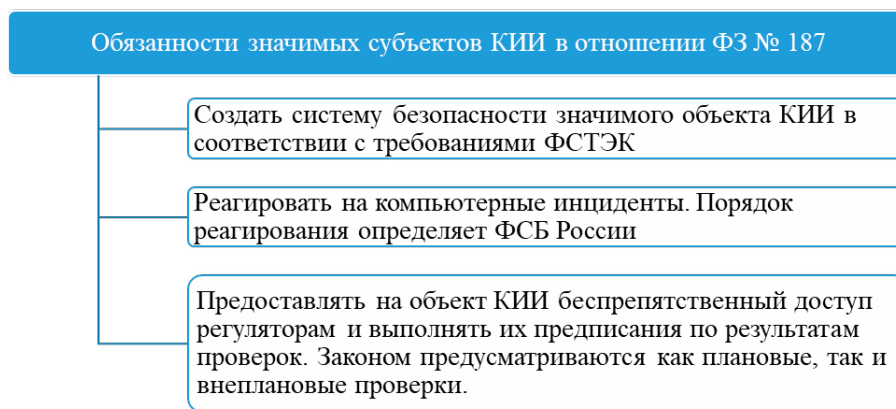 Обязанности значимых субъектов КИИ в отношении ФЗ № 187
Создать систему безопасности значимого объекта КИИ в
соответствии с требованиями ФСТЭК
Реагировать на компьютерные инциденты. Порядок
реагирования определяет ФСБ России
Предоставлять на объект КИИ беспрепятственный доступ
регуляторам и выполнять их предписания по результатам
проверок. Законом предусматриваются как плановые, так и
внеплановые проверки.